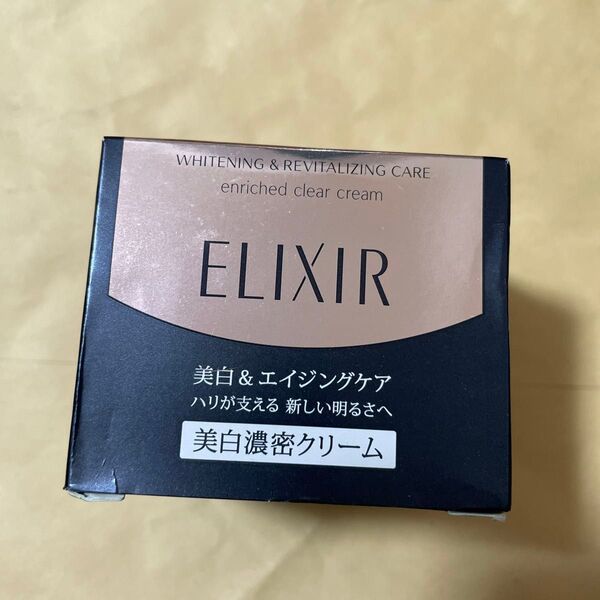 WHITENING & REVITALIZING CARE
enriched clear cream
ELIXIR
美白&エイジングケア
ハリが支える 新しい明るさへ
美白濃密クリーム